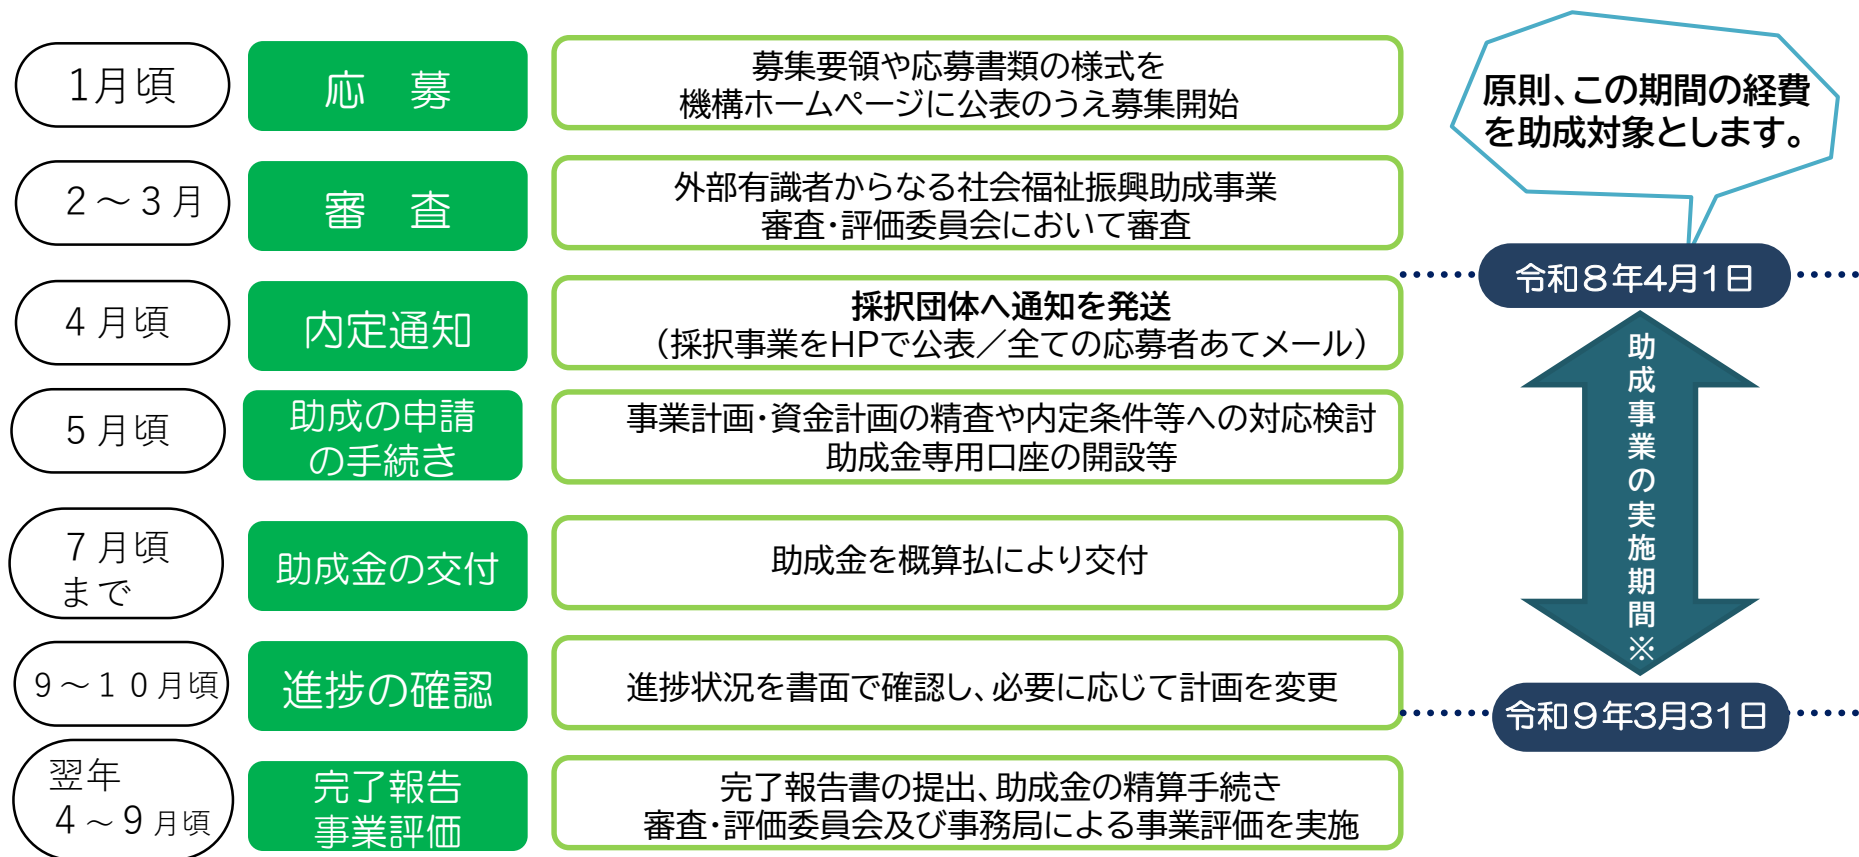 1月頃
応　募
募集要領や応募書類の様式を
機構ホームページに公表のうえ募集開始
２～３月
審　査
外部有識者からなる社会福祉振興助成事業
審査・評価委員会において審査
４月頃
内定通知
採択団体へ通知を発送
（採択事業をHPで公表／全ての応募者あてメール）
５月頃
助成の申請
の手続き
事業計画・資金計画の精査や内定条件等への対応検討
助成金専用口座の開設等
７月頃
まで
助成金の交付
助成金を概算払により交付
９～１０月頃
進捗の確認
進捗状況を書面で確認し、必要に応じて計画を変更
翌年
４～９月頃
完了報告
事業評価
完了報告書の提出、助成金の精算手続き
審査・評価委員会及び事務局による事業評価を実施
原則、この期間の経費
を助成対象とします。
令和８年4月1日
助成事業の実施期間※
令和９年3月31日